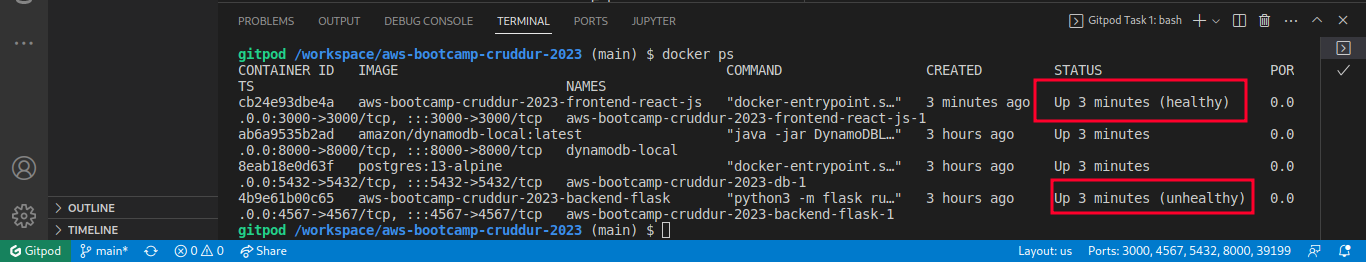 PROBLEMS OUTPUT DEBUG CONSOLE TERMINAL PORTS JUPYTER Gitpod Task 1: bash
gitpod /workspace/aws-bootcamp-cruddur-2023 (main) $ docker ps
CONTAINER ID IMAGE COMMAND CREATED STATUS POR
TS NAMES
cb24e93dbe4a aws-bootcamp-cruddur-2023-frontend-react-js "docker-entrypoint.s…" 3 minutes ago Up 3 minutes (healthy) 0.0
.0.0:3000->3000/tcp, :::3000->3000/tcp aws-bootcamp-cruddur-2023-frontend-react-js-1
ab6a9535b2ad amazon/dynamodb-local:latest "java -jar DynamoDBL…" 3 hours ago Up 3 minutes 0.0
.0.0:8000->8000/tcp, :::8000->8000/tcp dynamodb-local
8eab18e0d63f postgres:13-alpine "docker-entrypoint.s…" 3 hours ago Up 3 minutes 0.0
.0.0:5432->5432/tcp, :::5432->5432/tcp aws-bootcamp-cruddur-2023-db-1
4b9e61b00c65 aws-bootcamp-cruddur-2023-backend-flask "python3 -m flask ru…" 3 hours ago Up 3 minutes (unhealthy) 0.0
.0.0:4567->4567/tcp, :::4567->4567/tcp aws-bootcamp-cruddur-2023-backend-flask-1
gitpod /workspace/aws-bootcamp-cruddur-2023 (main) $
OUTLINE
TIMELINE
Gitpod main* 0 0 Share Layout: us Ports: 3000, 4567, 5432, 8000, 39199